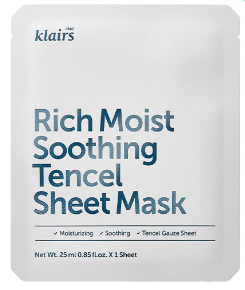 klairs
Rich Moist
Soothing
Tencel
Sheet Mask
✓ Moisturizing ✓ Soothing ✓ Tencel Gauze Sheet
Net Wt. 25 ml 0.85 fl.oz. X 1 Sheet